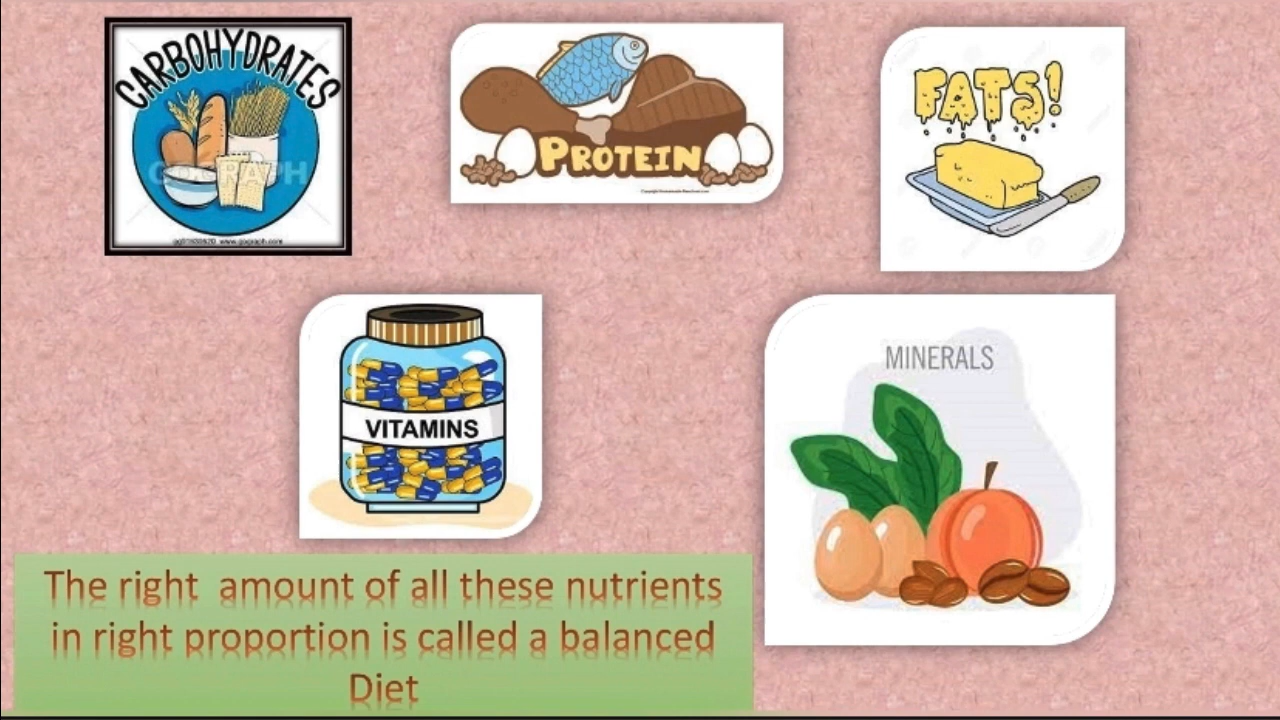 CARBOHYDRATES
GOGRAPH
PROTEIN
FATS!
VITAMINS
MINERALS
The right amount of all these nutrients
in right proportion is called a balanced
Diet